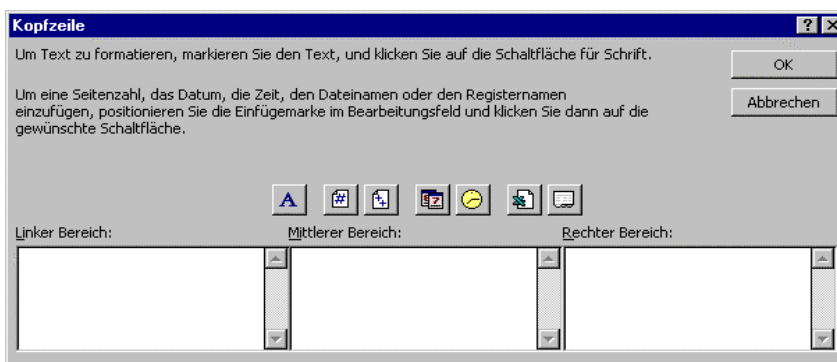 Kopfzeile
Um Text zu formatieren, markieren Sie den Text, und klicken Sie auf die Schaltfläche für Schrift.
OK
Um eine Seitenzahl, das Datum, die Zeit, den Dateinamen oder den Registernamen
einzufügen, positionieren Sie die Einfügemarke im Bearbeitungsfeld und klicken Sie dann auf die
gewünschte Schaltfläche.
Abbrechen
A
Linker Bereich: Mittlerer Bereich: Rechter Bereich: